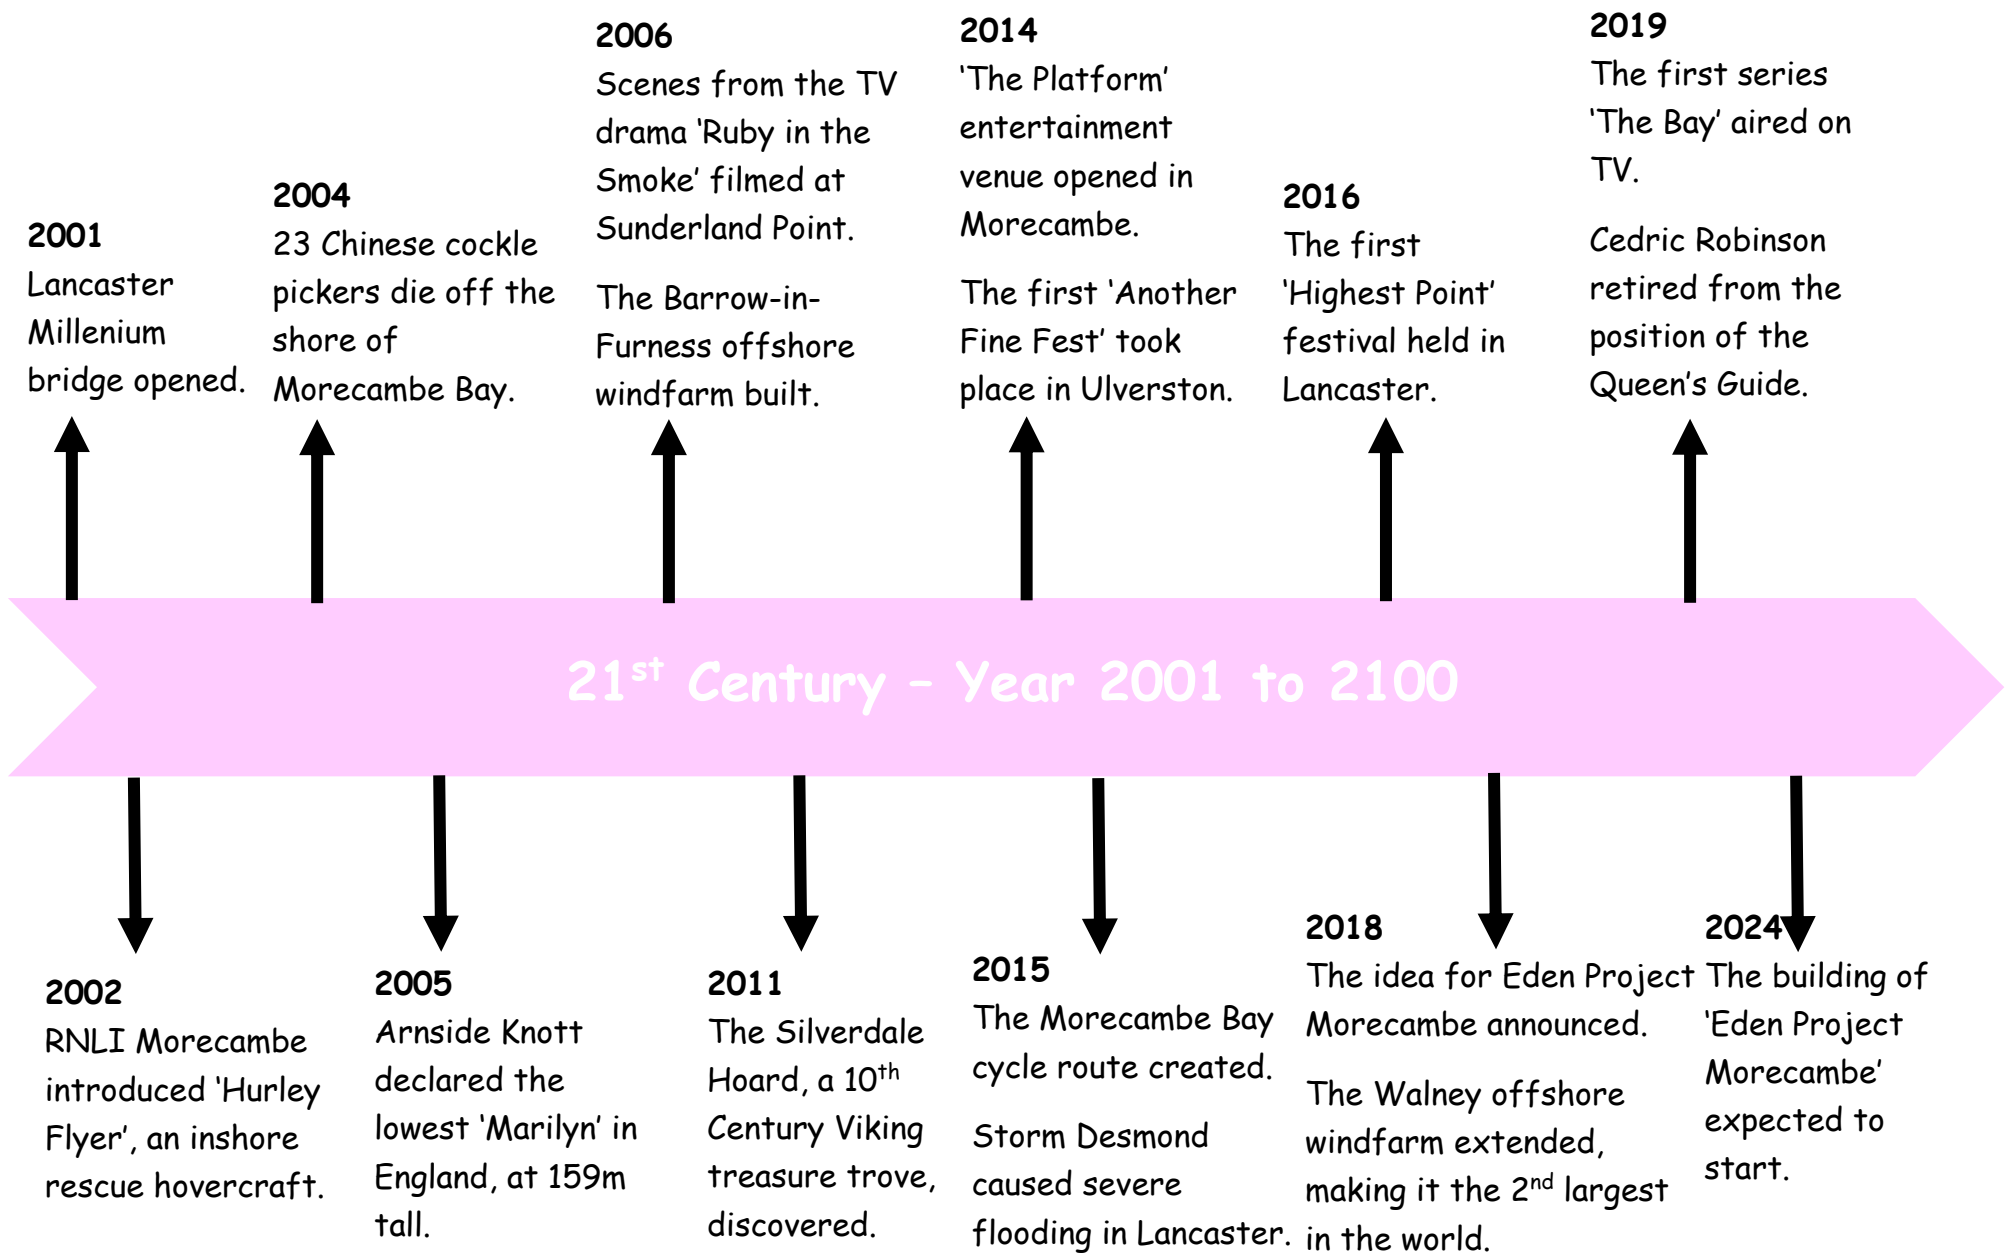 2001
Lancaster
Millenium
bridge opened.
2004
23 Chinese cockle
pickers die off the
shore of
Morecambe Bay.
2006
Scenes from the TV
drama ‘Ruby in the
Smoke’ filmed at
Sunderland Point.
The Barrow-in-
Furness offshore
windfarm built.
2014
‘The Platform’
entertainment
venue opened in
Morecambe.
The first ‘Another
Fine Fest’ took
place in Ulverston.
2016
The first
‘Highest Point’
festival held in
Lancaster.
2019
The first series
‘The Bay’ aired on
TV.
Cedric Robinson
retired from the
position of the
Queen’s Guide.
21st Century – Year 2001 to 2100
2002
RNLI Morecambe
introduced ‘Hurley
Flyer’, an inshore
rescue hovercraft.
2005
Arnside Knott
declared the
lowest ‘Marilyn’ in
England, at 159m
tall.
2011
The Silverdale
Hoard, a 10th
Century Viking
treasure trove,
discovered.
2015
The Morecambe Bay
cycle route created.
Storm Desmond
caused severe
flooding in Lancaster.
2018
The idea for Eden Project
Morecambe announced.
The Walney offshore
windfarm extended,
making it the 2nd largest
in the world.
2024
The building of
‘Eden Project
Morecambe’
expected to
start.